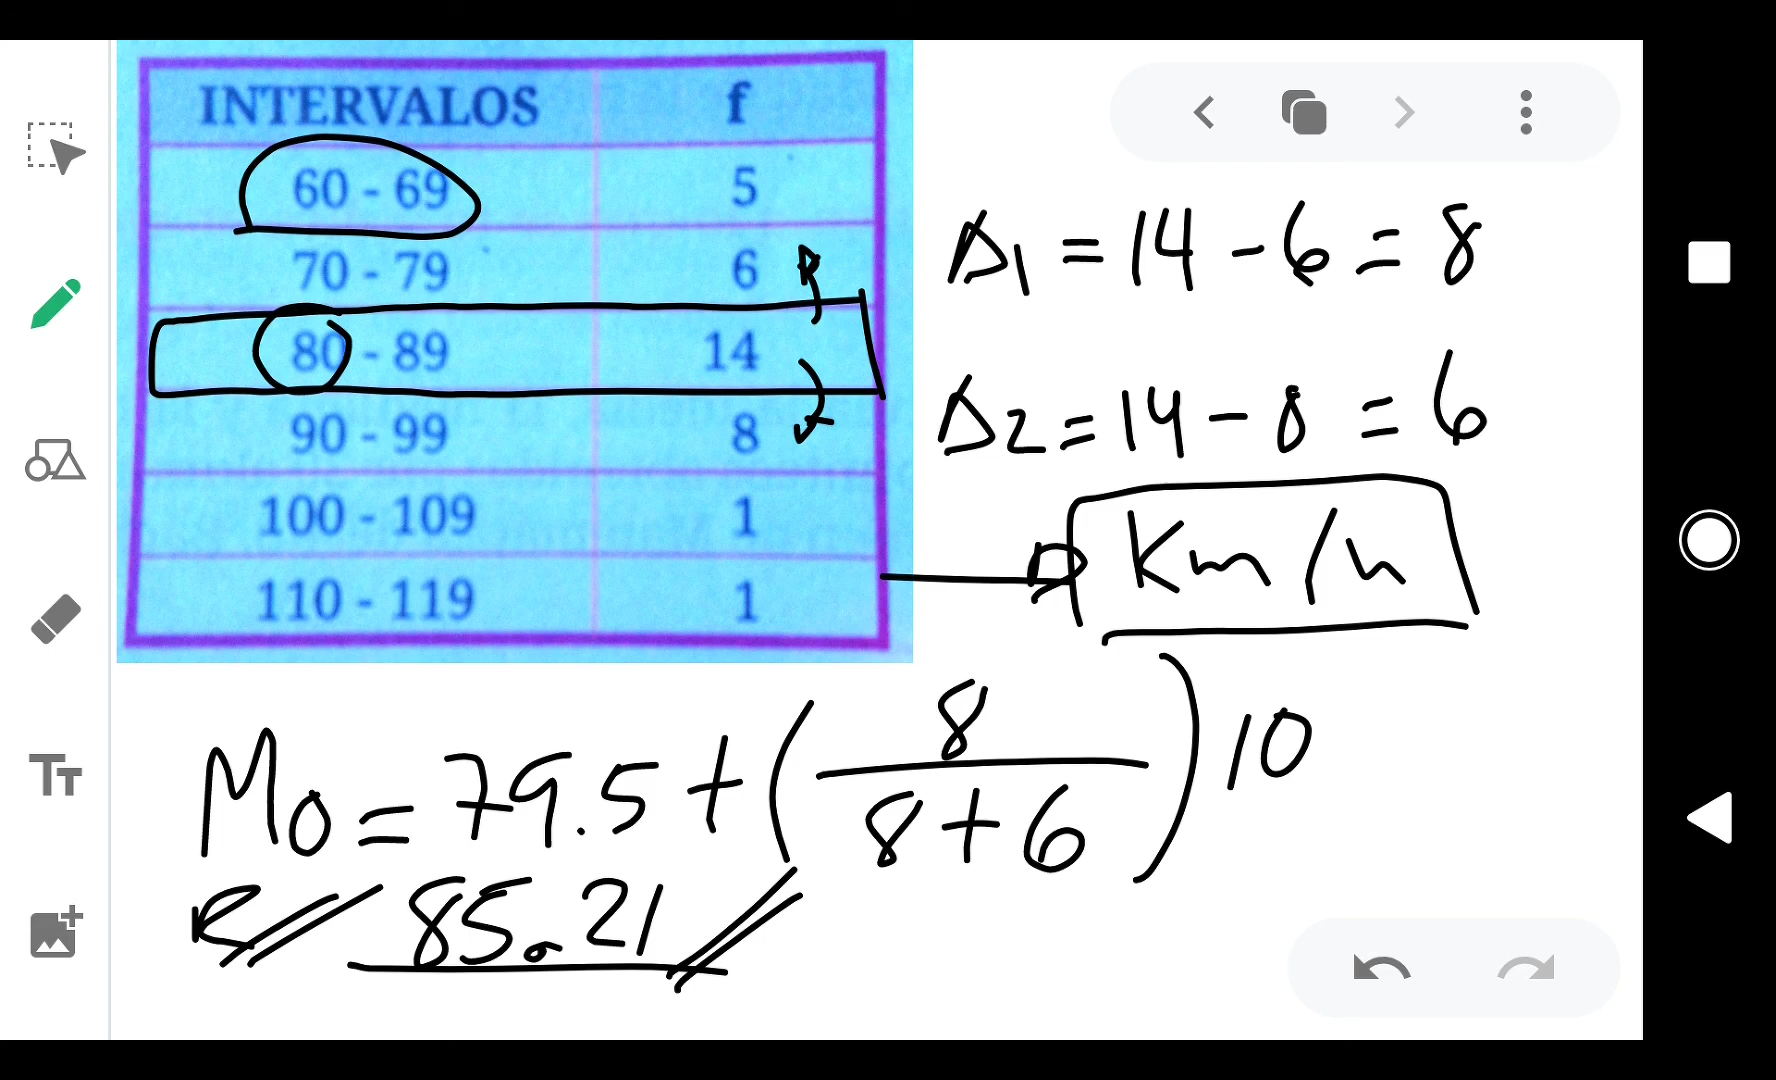 INTERVALOS f
60 - 69 5
70 - 79 6
80 - 89 14
90 - 99 8
100 - 109 1
110 - 119 1
Δ1 = 14 - 6 = 8
Δ2 = 14 - 8 = 6
Km/h
Mo = 79.5 + (8 / 8+6) 10
R// 85.21//
TT